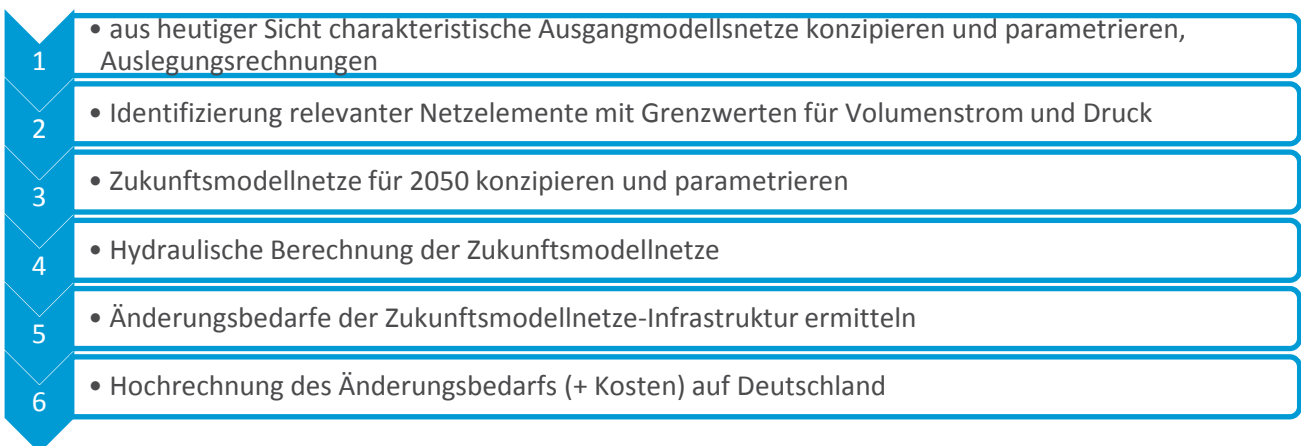 1
• aus heutiger Sicht charakteristische Ausgangmodellsnetze konzipieren und parametrieren,
Auslegungsrechnungen
2
• Identifizierung relevanter Netzelemente mit Grenzwerten für Volumenstrom und Druck
3
• Zukunftsmodellnetze für 2050 konzipieren und parametrieren
4
• Hydraulische Berechnung der Zukunftsmodellnetze
5
• Änderungsbedarfe der Zukunftsmodellnetze-Infrastruktur ermitteln
6
• Hochrechnung des Änderungsbedarfs (+ Kosten) auf Deutschland